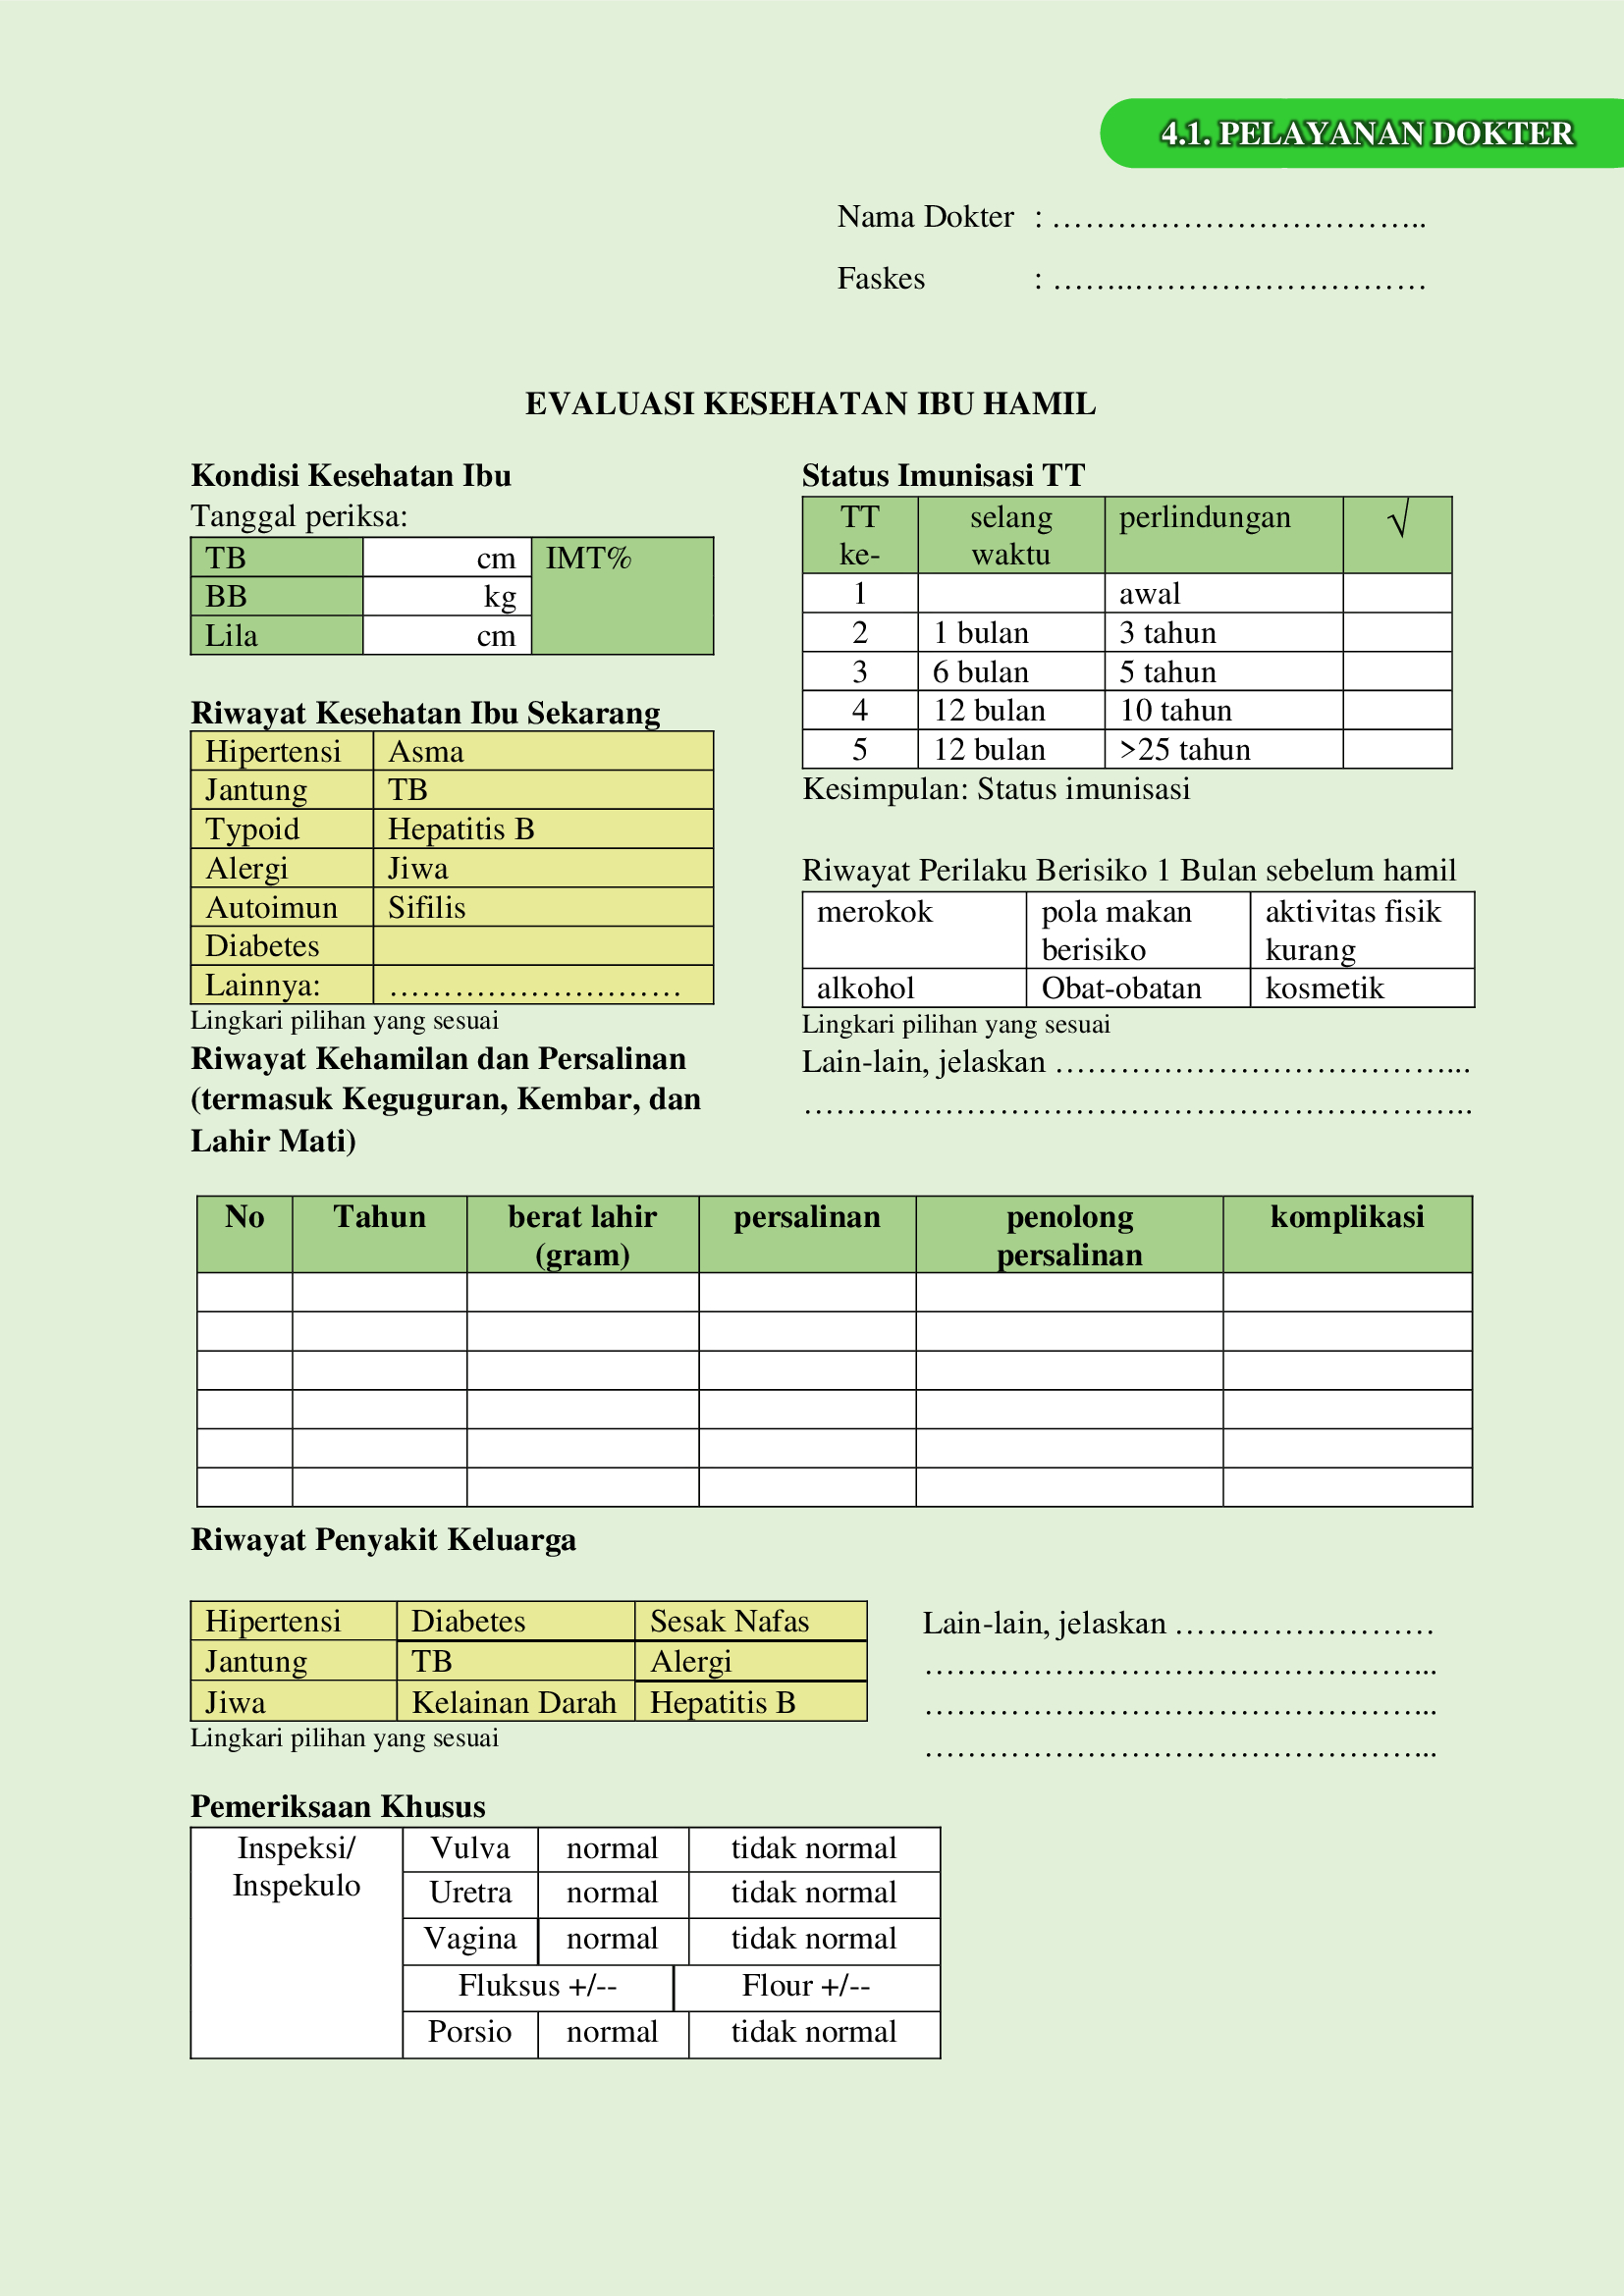 4.1. PELAYANAN DOKTER
Nama Dokter : ……………………………..
Faskes : ……..………………………
EVALUASI KESEHATAN IBU HAMIL
Kondisi Kesehatan Ibu
Tanggal periksa:
TB cm IMT%
BB kg
Lila cm
Riwayat Kesehatan Ibu Sekarang
Hipertensi Asma
Jantung TB
Typoid Hepatitis B
Alergi Jiwa
Autoimun Sifilis
Diabetes
Lainnya: ………………………
Lingkari pilihan yang sesuai
Status Imunisasi TT
TT selang perlindungan √
ke- waktu
1 awal
2 1 bulan 3 tahun
3 6 bulan 5 tahun
4 12 bulan 10 tahun
5 12 bulan >25 tahun
Kesimpulan: Status imunisasi
Riwayat Perilaku Berisiko 1 Bulan sebelum hamil
merokok pola makan aktivitas fisik
berisiko kurang
alkohol Obat-obatan kosmetik
Lingkari pilihan yang sesuai
Lain-lain, jelaskan ………………………………...
……………………………………………………..
Riwayat Kehamilan dan Persalinan
(termasuk Keguguran, Kembar, dan
Lahir Mati)
No Tahun berat lahir persalinan penolong komplikasi
(gram) persalinan
Riwayat Penyakit Keluarga
Hipertensi Diabetes Sesak Nafas
Jantung TB Alergi
Jiwa Kelainan Darah Hepatitis B
Lingkari pilihan yang sesuai
Lain-lain, jelaskan ……………………
………………………………………...
………………………………………...
………………………………………...
Pemeriksaan Khusus
Inspeksi/ Vulva normal tidak normal
Inspekulo Uretra normal tidak normal
Vagina normal tidak normal
Fluksus +/-- Flour +/--
Porsio normal tidak normal